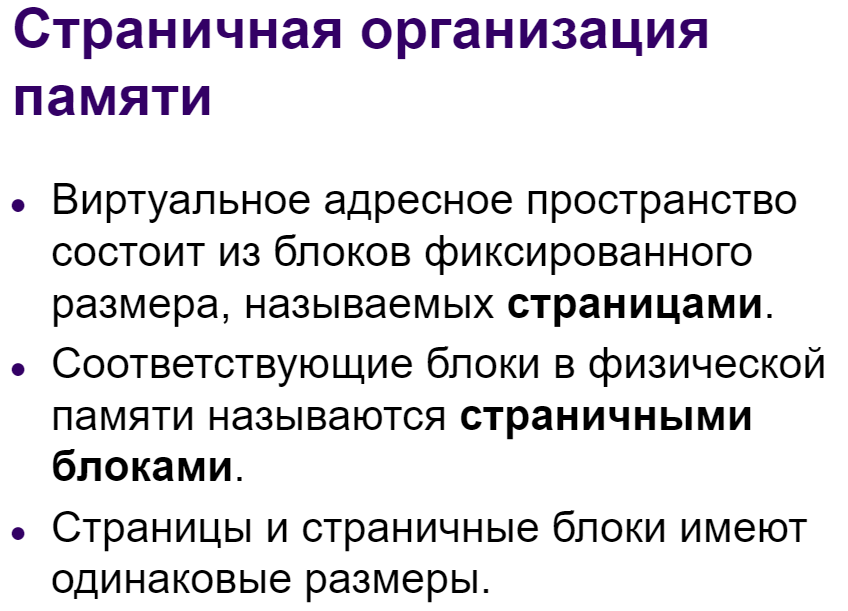 Страничная организация
памяти
• Виртуальное адресное пространство
состоит из блоков фиксированного
размера, называемых страницами.
• Соответствующие блоки в физической
памяти называются страничными
блоками.
• Страницы и страничные блоки имеют
одинаковые размеры.